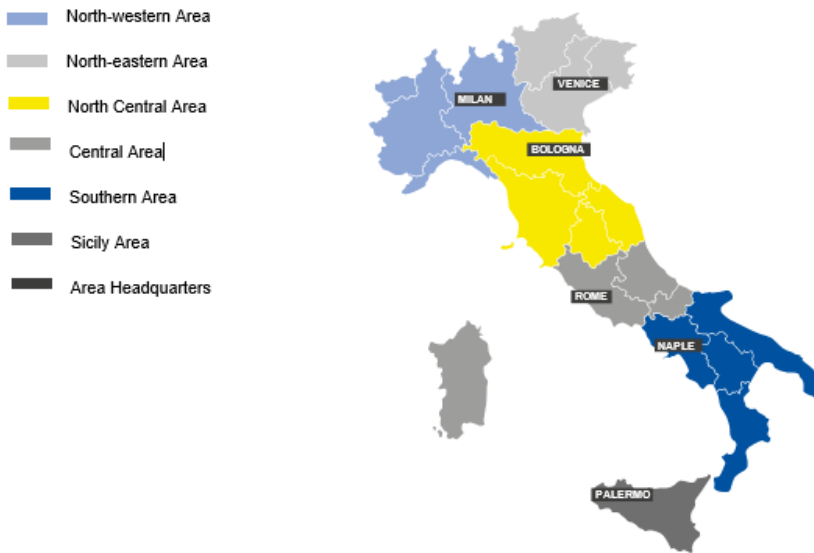 North-western Area
North-eastern Area
North Central Area
Central Area
Southern Area
Sicily Area
Area Headquarters
VENICE
MILAN
BOLOGNA
ROME
NAPLE
PALERMO